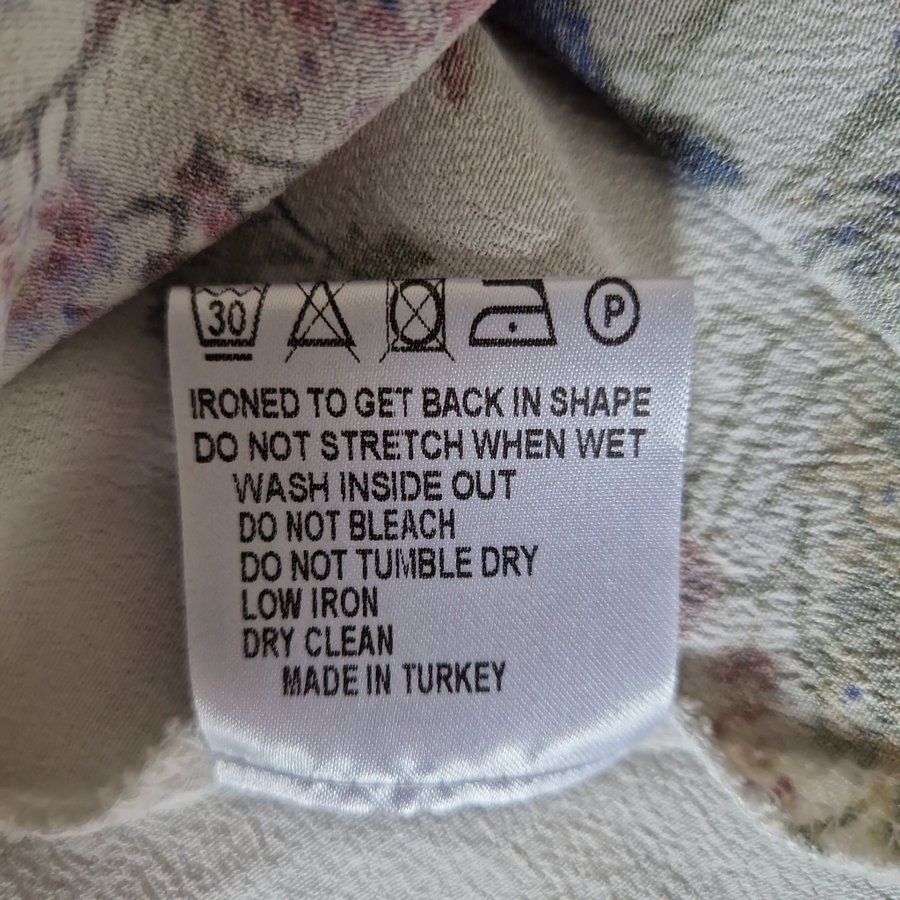 30 P
IRONED TO GET BACK IN SHAPE
DO NOT STRETCH WHEN WET
WASH INSIDE OUT
DO NOT BLEACH
DO NOT TUMBLE DRY
LOW IRON
DRY CLEAN
MADE IN TURKEY